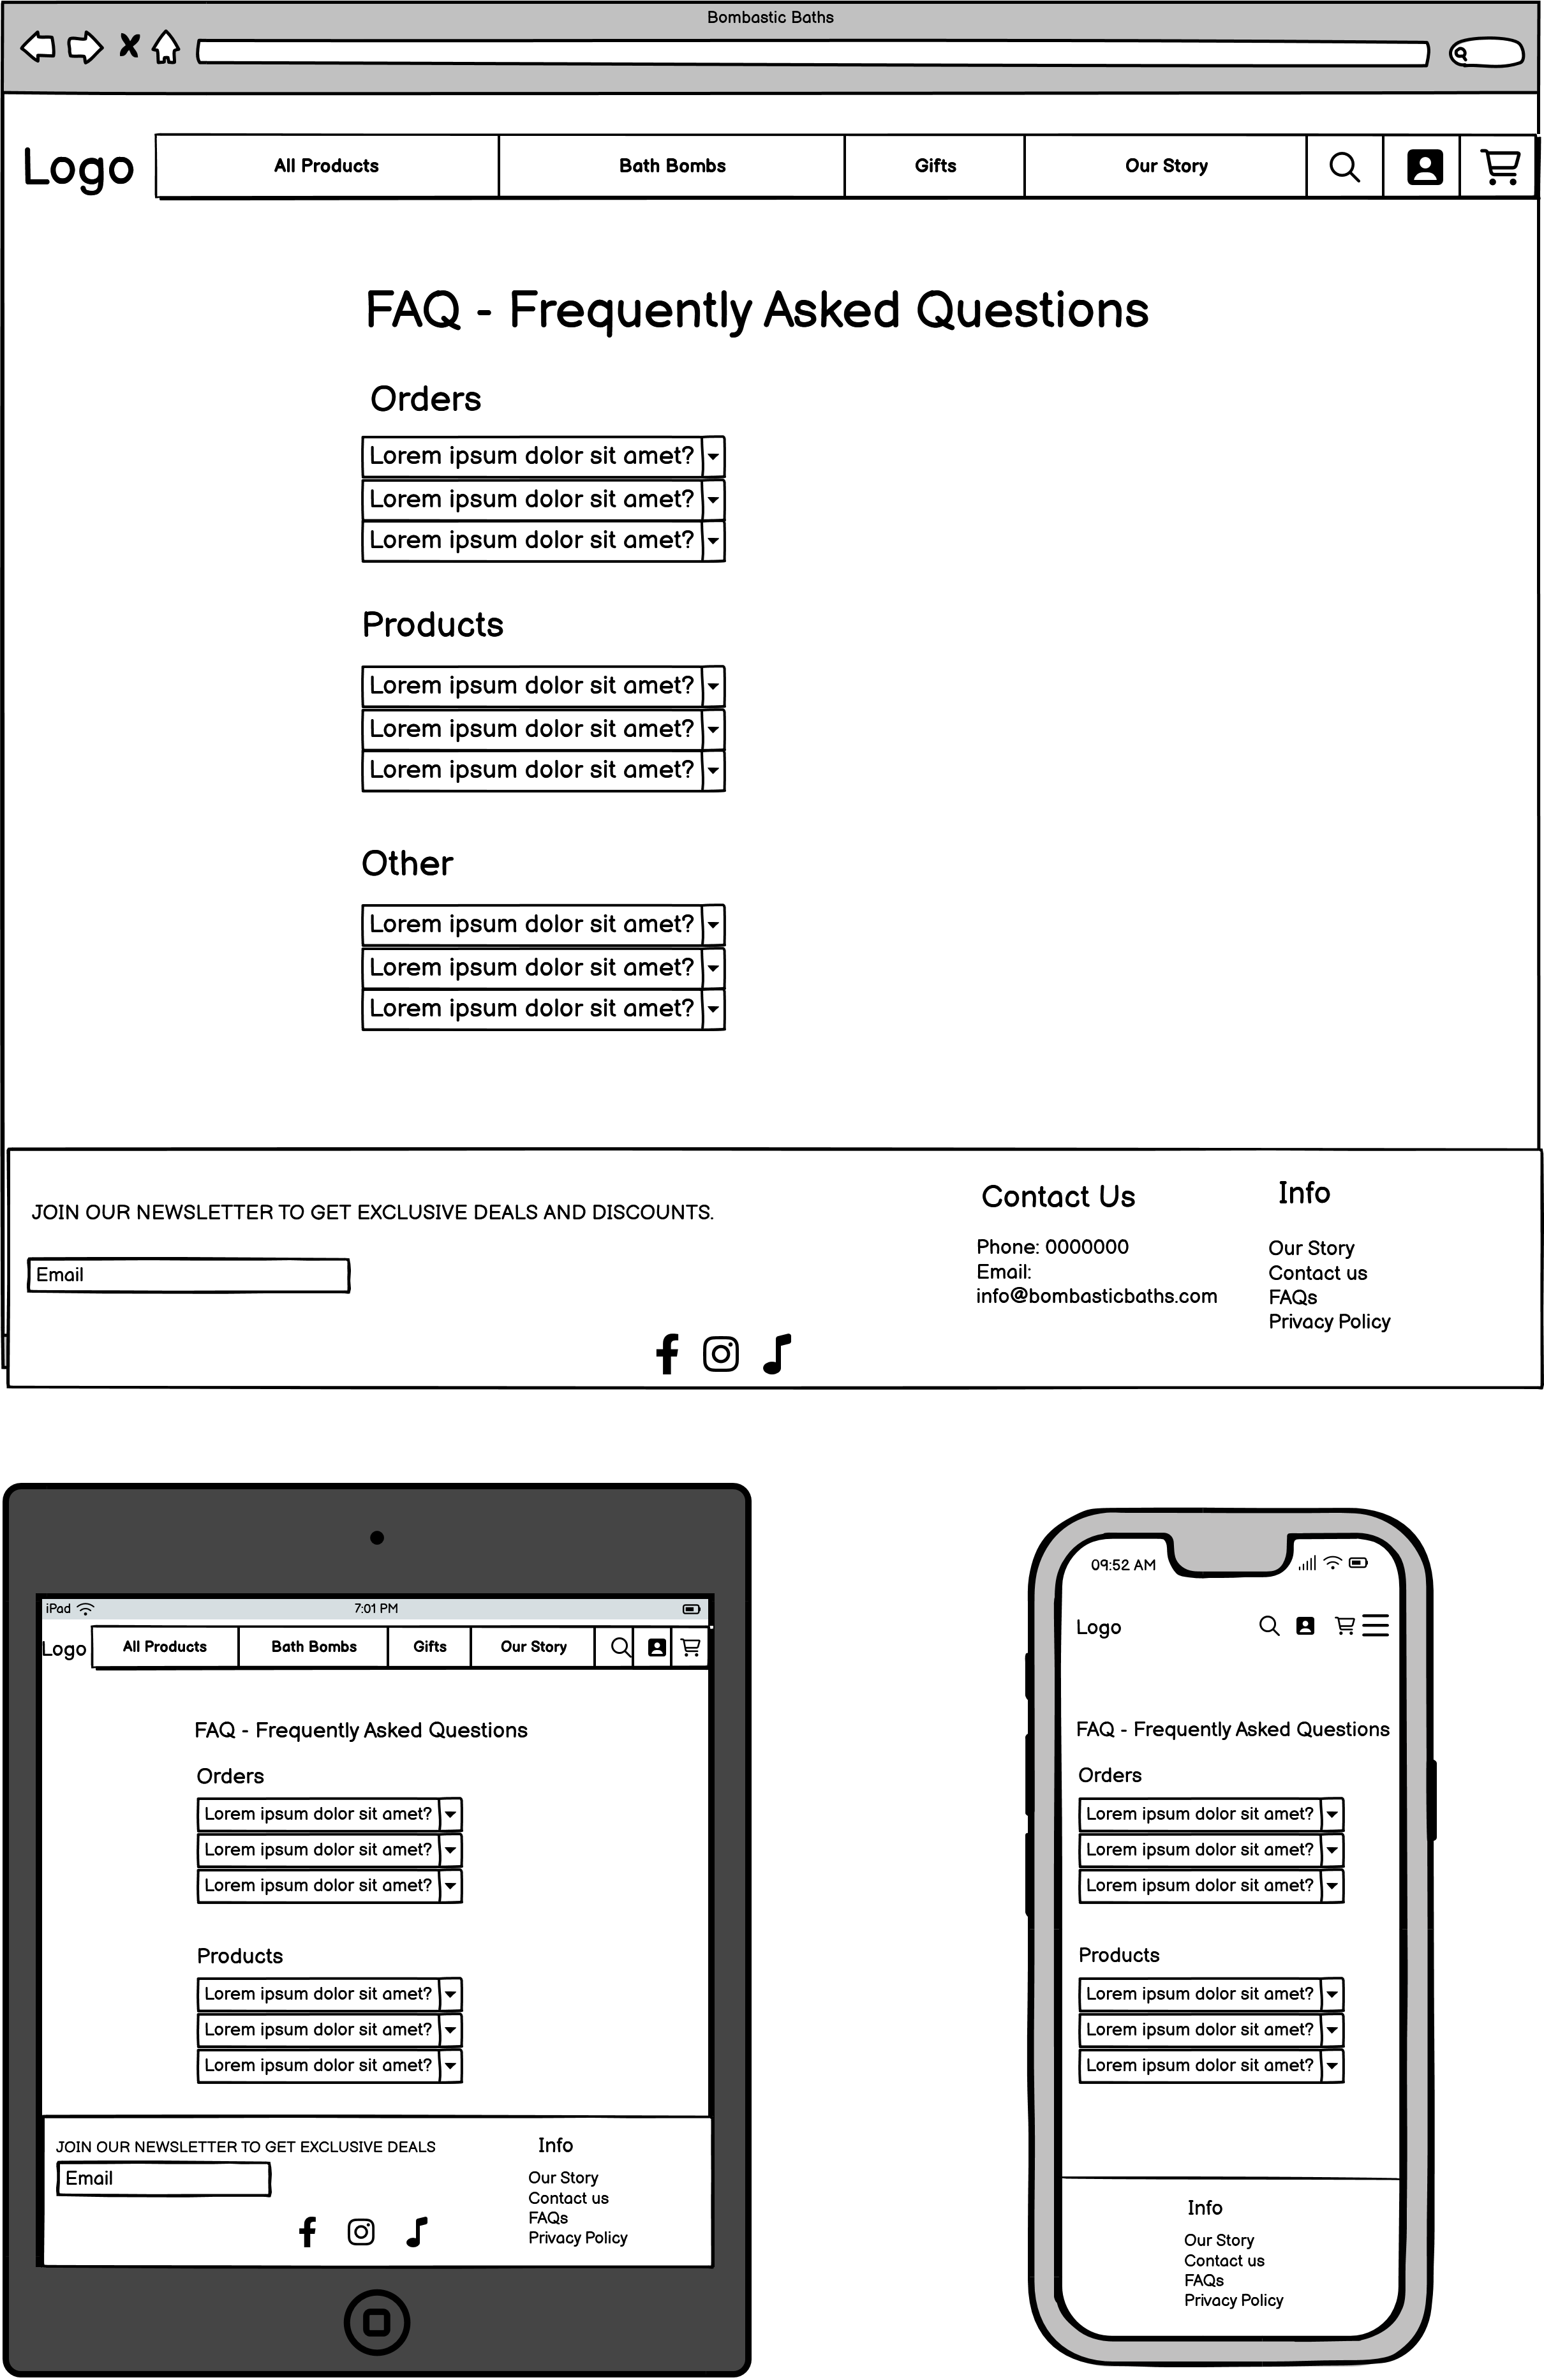 Bombastic Baths
Logo
All Products
Bath Bombs
Gifts
Our Story
FAQ - Frequently Asked Questions
Orders
Lorem ipsum dolor sit amet?
Lorem ipsum dolor sit amet?
Lorem ipsum dolor sit amet?
Products
Lorem ipsum dolor sit amet?
Lorem ipsum dolor sit amet?
Lorem ipsum dolor sit amet?
Other
Lorem ipsum dolor sit amet?
Lorem ipsum dolor sit amet?
Lorem ipsum dolor sit amet?
JOIN OUR NEWSLETTER TO GET EXCLUSIVE DEALS AND DISCOUNTS.
Email
Contact Us
Phone: 0000000
Email:
info@bombasticbaths.com
Info
Our Story
Contact us
FAQs
Privacy Policy
iPad
7:01 PM
Logo
All Products
Bath Bombs
Gifts
Our Story
FAQ - Frequently Asked Questions
Orders
Lorem ipsum dolor sit amet?
Lorem ipsum dolor sit amet?
Lorem ipsum dolor sit amet?
Products
Lorem ipsum dolor sit amet?
Lorem ipsum dolor sit amet?
Lorem ipsum dolor sit amet?
JOIN OUR NEWSLETTER TO GET EXCLUSIVE DEALS
Email
Info
Our Story
Contact us
FAQs
Privacy Policy
09:52 AM
Logo
FAQ - Frequently Asked Questions
Orders
Lorem ipsum dolor sit amet?
Lorem ipsum dolor sit amet?
Lorem ipsum dolor sit amet?
Products
Lorem ipsum dolor sit amet?
Lorem ipsum dolor sit amet?
Lorem ipsum dolor sit amet?
Info
Our Story
Contact us
FAQs
Privacy Policy